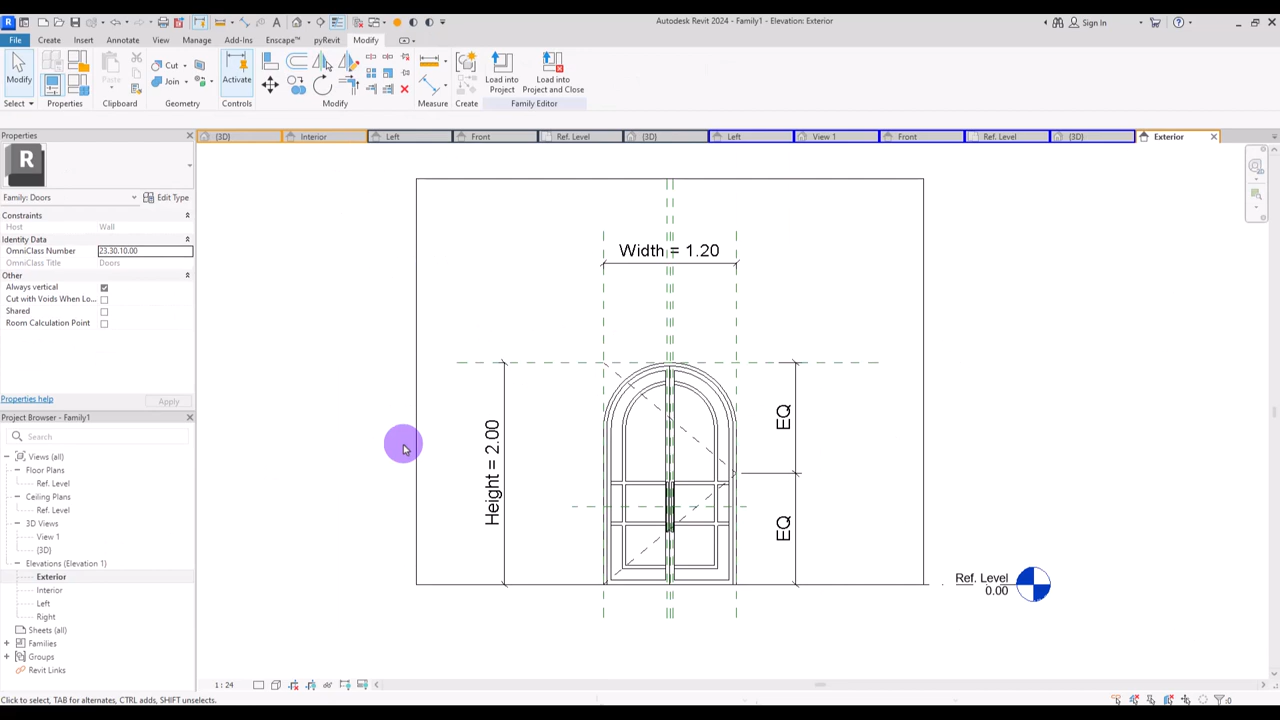 Autodesk Revit 2024 - Family1 - Elevation: Exterior
Sign In
File Create Insert Annotate View Manage Add-Ins Enscape™ pyRevit Modify
Modify
Paste
Cut
Join
Activate
Load into Project
Load into Project and Close
Select Properties Clipboard Geometry Controls Modify Measure Create Family Editor
Properties
{3D} Interior Left Front Ref. Level {3D} Left View 1 Front Ref. Level {3D} Exterior
R
Family: Doors
Edit Type
Constraints
Host Wall
Identity Data
OmniClass Number 23.30.10.00
OmniClass Title Doors
Other
Always vertical
Cut with Voids When Lo...
Shared
Room Calculation Point
Properties help
Apply
Project Browser - Family1
Search
Views (all)
Floor Plans
Ref. Level
Ceiling Plans
Ref. Level
3D Views
View 1
{3D}
Elevations (Elevation 1)
Exterior
Interior
Left
Right
Sheets (all)
Families
Groups
Revit Links
Width = 1.20
Height = 2.00
EQ
EQ
Ref. Level
0.00
1 : 24
Click to select, TAB for alternates, CTRL adds, SHIFT unselects.
:0